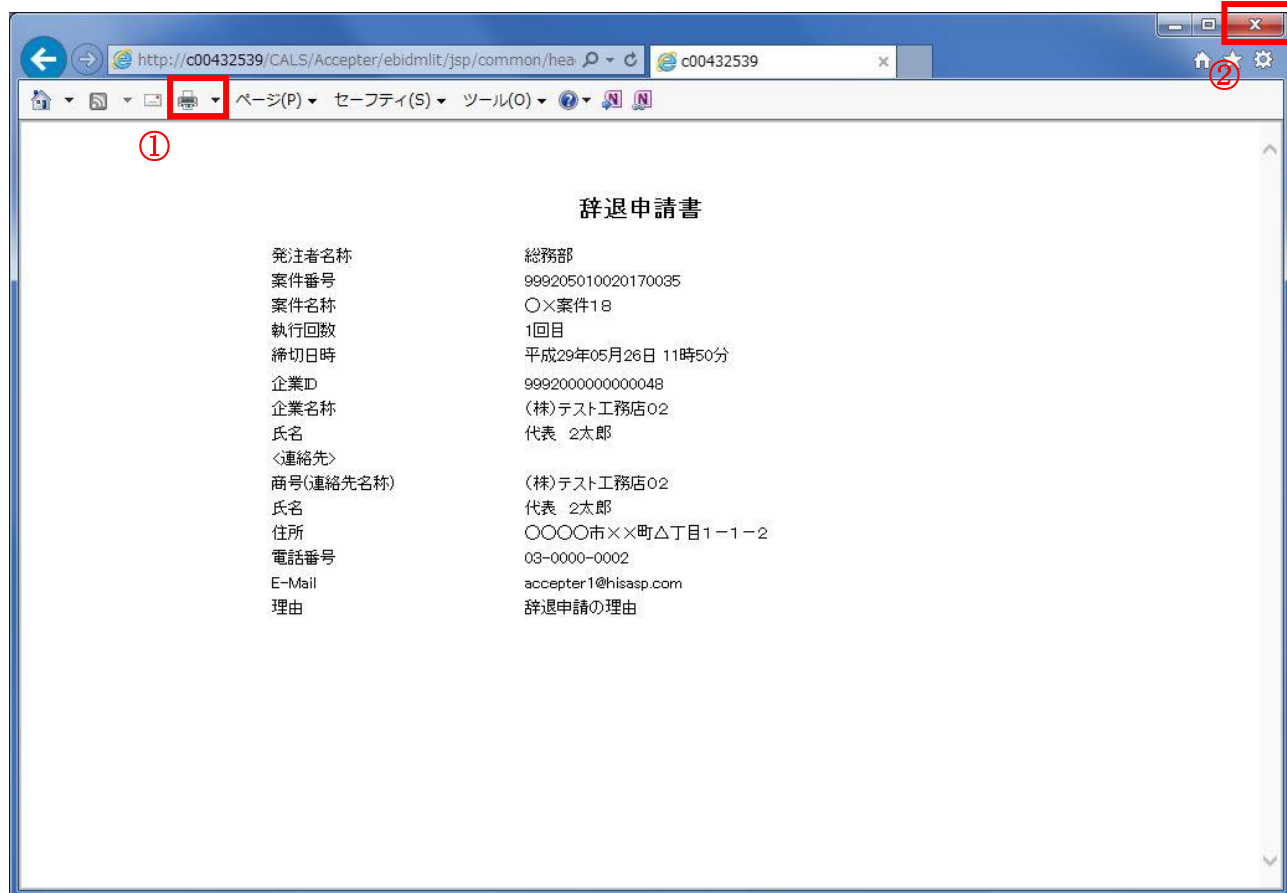 http://c00432539/CALS/Accepter/ebidmlit/jsp/common/hea
c00432539
②
ページ(P) セーフティ(S) ツール(O)
①
辞退申請書
発注者名称 総務部
案件番号 999205010020170035
案件名称 ○×案件18
執行回数 1回目
締切日時 平成29年05月26日 11時50分
企業ID 9992000000000048
企業名称 (株)テスト工務店02
氏名 代表 2太郎
<連絡先>
商号(連絡先名称) (株)テスト工務店02
氏名 代表 2太郎
住所 ○○○○市××町△丁目1-1-2
電話番号 03-0000-0002
E-Mail accepter1@hisasp.com
理由 辞退申請の理由